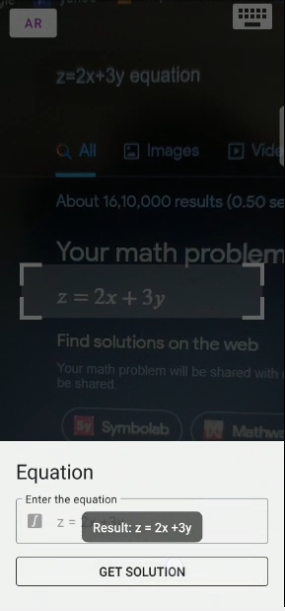 AR
z=2x+3y equation
All
Images
About 16,10,000 results (0.50 se
Your math problem
z = 2x + 3y
Find solutions on the web
Your math problem will be shared with
be shared.
Sy Symbolab
Equation
Enter the equation
z =
Result: z = 2x +3y
GET SOLUTION